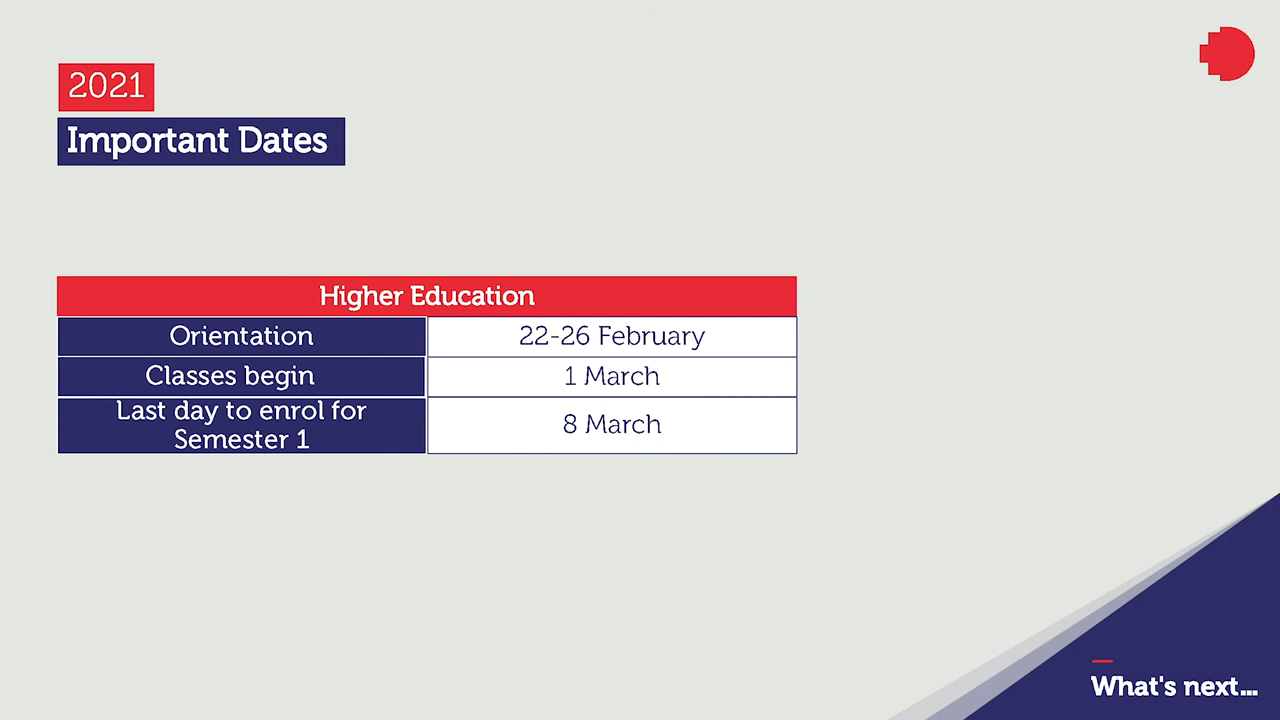 2021
Important Dates
Higher Education
Orientation
22-26 February
Classes begin
1 March
Last day to enrol for
Semester 1
8 March
What's next...